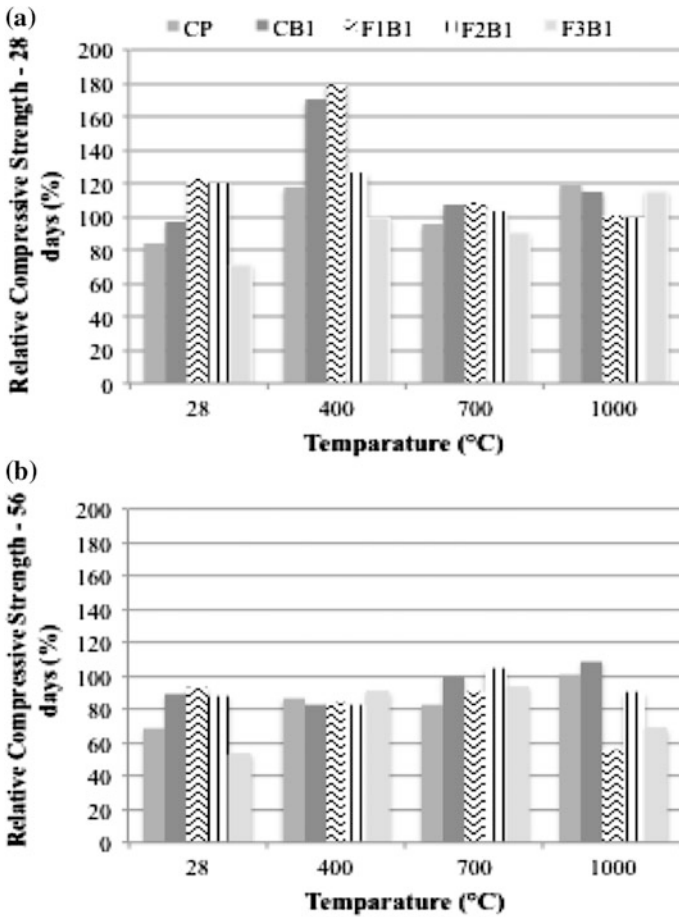 (a)
CP CB1 F1B1 F2B1 F3B1
Relative Compressive Strength - 28
days (%)
200
180
160
140
120
100
80
60
40
20
0
28 400 700 1000
Temparature (°C)
(b)
Relative Compressive Strength - 56
days (%)
200
180
160
140
120
100
80
60
40
20
0
28 400 700 1000
Temparature (°C)